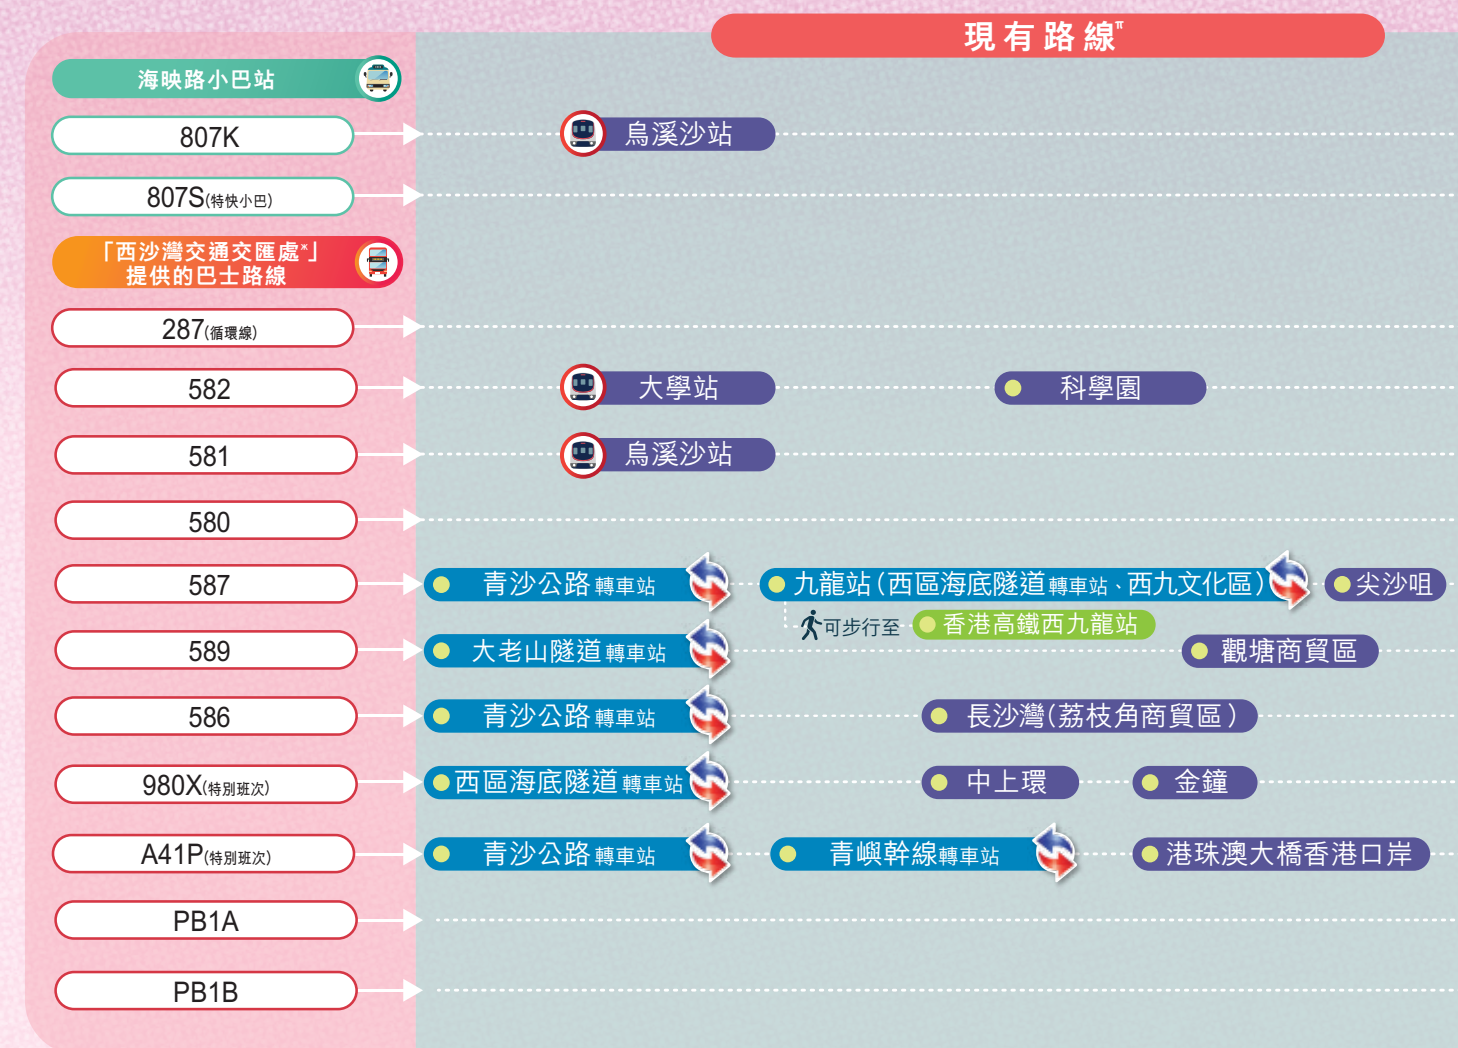 現有路線π
海映路小巴站
807K
烏溪沙站
807S(特快小巴)
「西沙灣交通交匯處*」
提供的巴士路線
287(循環線)
582
大學站
科學園
581
烏溪沙站
580
587
青沙公路轉車站
九龍站(西區海底隧道轉車站、西九文化區)
尖沙咀
可步行至
香港高鐵西九龍站
589
大老山隧道轉車站
觀塘商貿區
586
青沙公路轉車站
長沙灣(荔枝角商貿區)
980X(特別班次)
西區海底隧道轉車站
中上環
金鐘
A41P(特別班次)
青沙公路轉車站
青嶼幹線轉車站
港珠澳大橋香港口岸
PB1A
PB1B